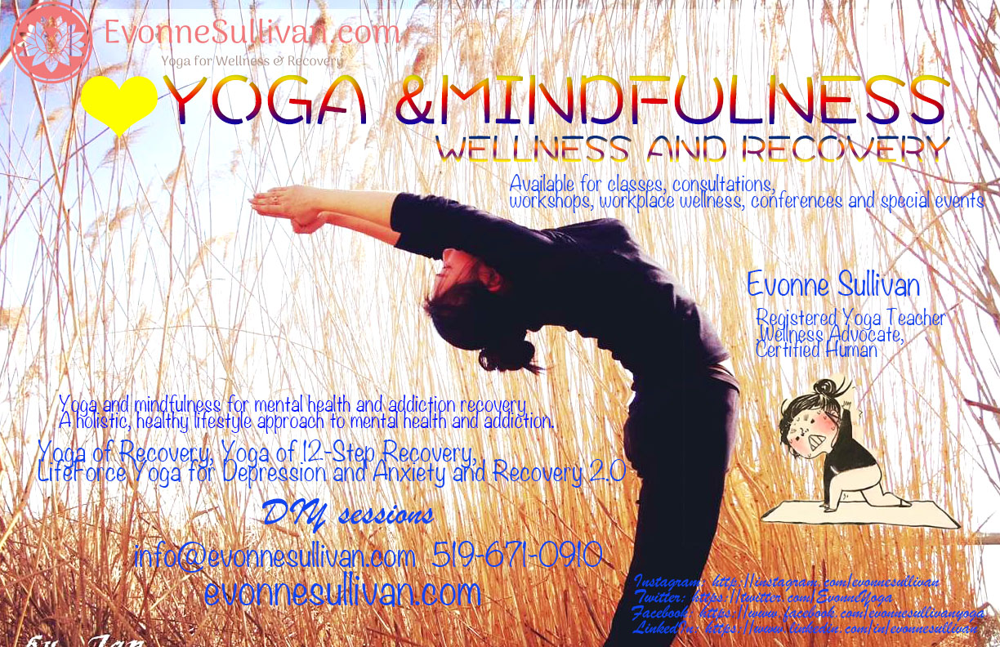 EvonneSullivan.com
Yoga for Wellness & Recovery
YOGA &MINDFULNESS
WELLNESS AND RECOVERY
Available for classes, consultations,
workshops, workplace wellness, conferences and special events
Evonne Sullivan
Registered Yoga Teacher
,Wellness Advocate,
Certified Human
Yoga and mindfulness for mental health and addiction recovery
A holistic, healthy lifestyle approach to mental health and addiction.
Yoga of Recovery, Yoga of 12-Step Recovery,
LifeForce Yoga for Depression and Anxiety and Recovery 2.0
DIY sessions
info@evonnesullivan.com 519-671-0910
evonnesullivan.com
Instagram: http://instagram.com/evonnesullivan
Twitter: https://twitter.com/EvonneYoga
Facebook: https://www.facebook.com/evonnesullivanyoga
LinkedIn: https://www.linkedin.com/in/evonnesullivan